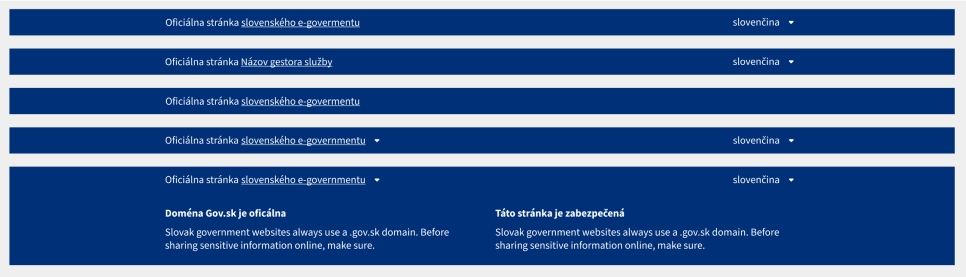 Oficiálna stránka slovenského e-govermentu slovenčina
Oficiálna stránka Názov gestora služby slovenčina
Oficiálna stránka slovenského e-govermentu
Oficiálna stránka slovenského e-governmentu slovenčina
Oficiálna stránka slovenského e-governmentu slovenčina
Doména Gov.sk je oficálna
Slovak government websites always use a .gov.sk domain. Before
sharing sensitive information online, make sure.
Táto stránka je zabezpečená
Slovak government websites always use a .gov.sk domain. Before
sharing sensitive information online, make sure.